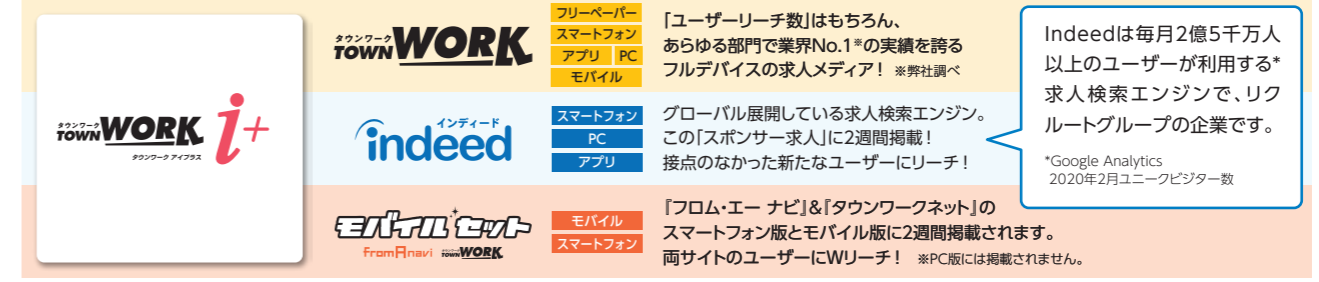 タウンワーク
TOWN WORK i+
タウンワーク アイプラス
タウンワーク
TOWN WORK
フリーペーパー
スマートフォン
アプリ PC
モバイル
「ユーザーリーチ数」はもちろん、
あらゆる部門で業界No.1※の実績を誇る
フルデバイスの求人メディア! ※弊社調べ
インディード
indeed
スマートフォン
PC
アプリ
グローバル展開している求人検索エンジン。
この「スポンサー求人」に2週間掲載!
接点のなかった新たなユーザーにリーチ!
Indeedは毎月2億5千万人
以上のユーザーが利用する*
求人検索エンジンで、リク
ルートグループの企業です。
*Google Analytics
2020年2月ユニークビジター数
モバイルセット
fromAnavi タウンワーク TOWN WORK
モバイル
スマートフォン
『フロム・エー ナビ』&『タウンワークネット』の
スマートフォン版とモバイル版に2週間掲載されます。
両サイトのユーザーにWリーチ! ※PC版には掲載されません。